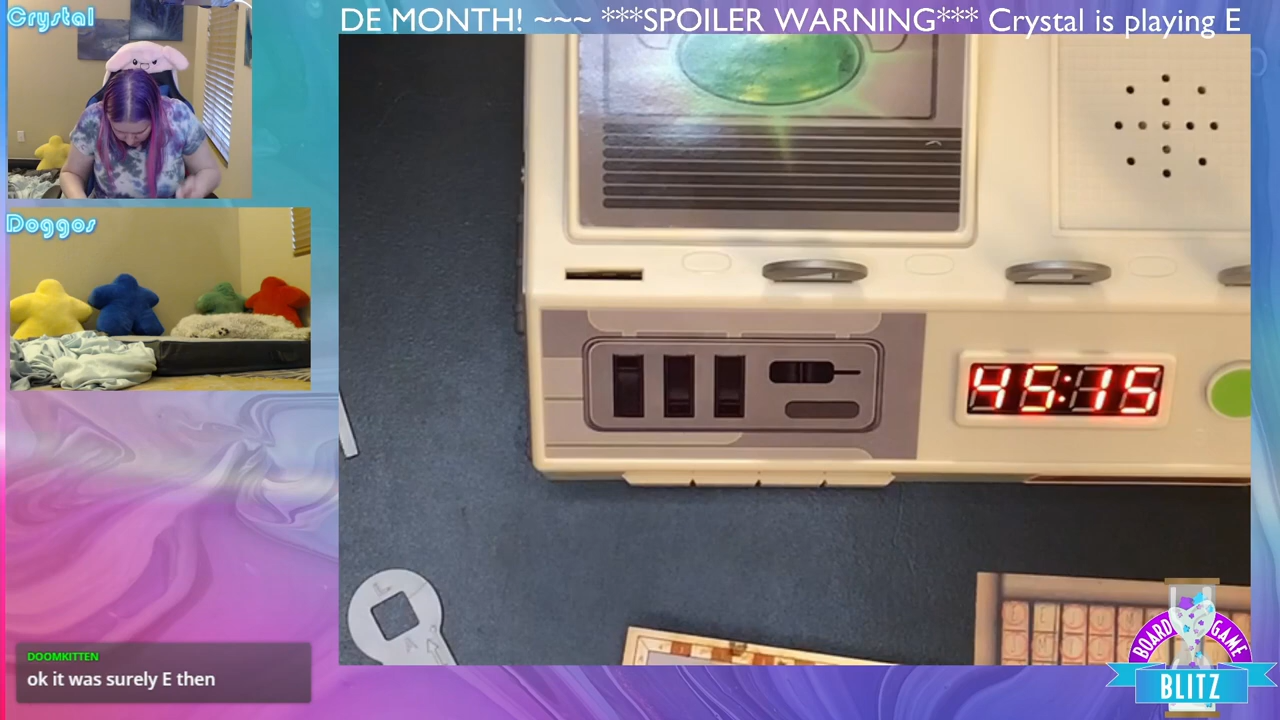 Crystal
DE MONTH! ~~~ ***SPOILER WARNING*** Crystal is playing E
Doggos
45:15
DOOMKITTEN
ok it was surely E then
BOARD GAME
BLITZ